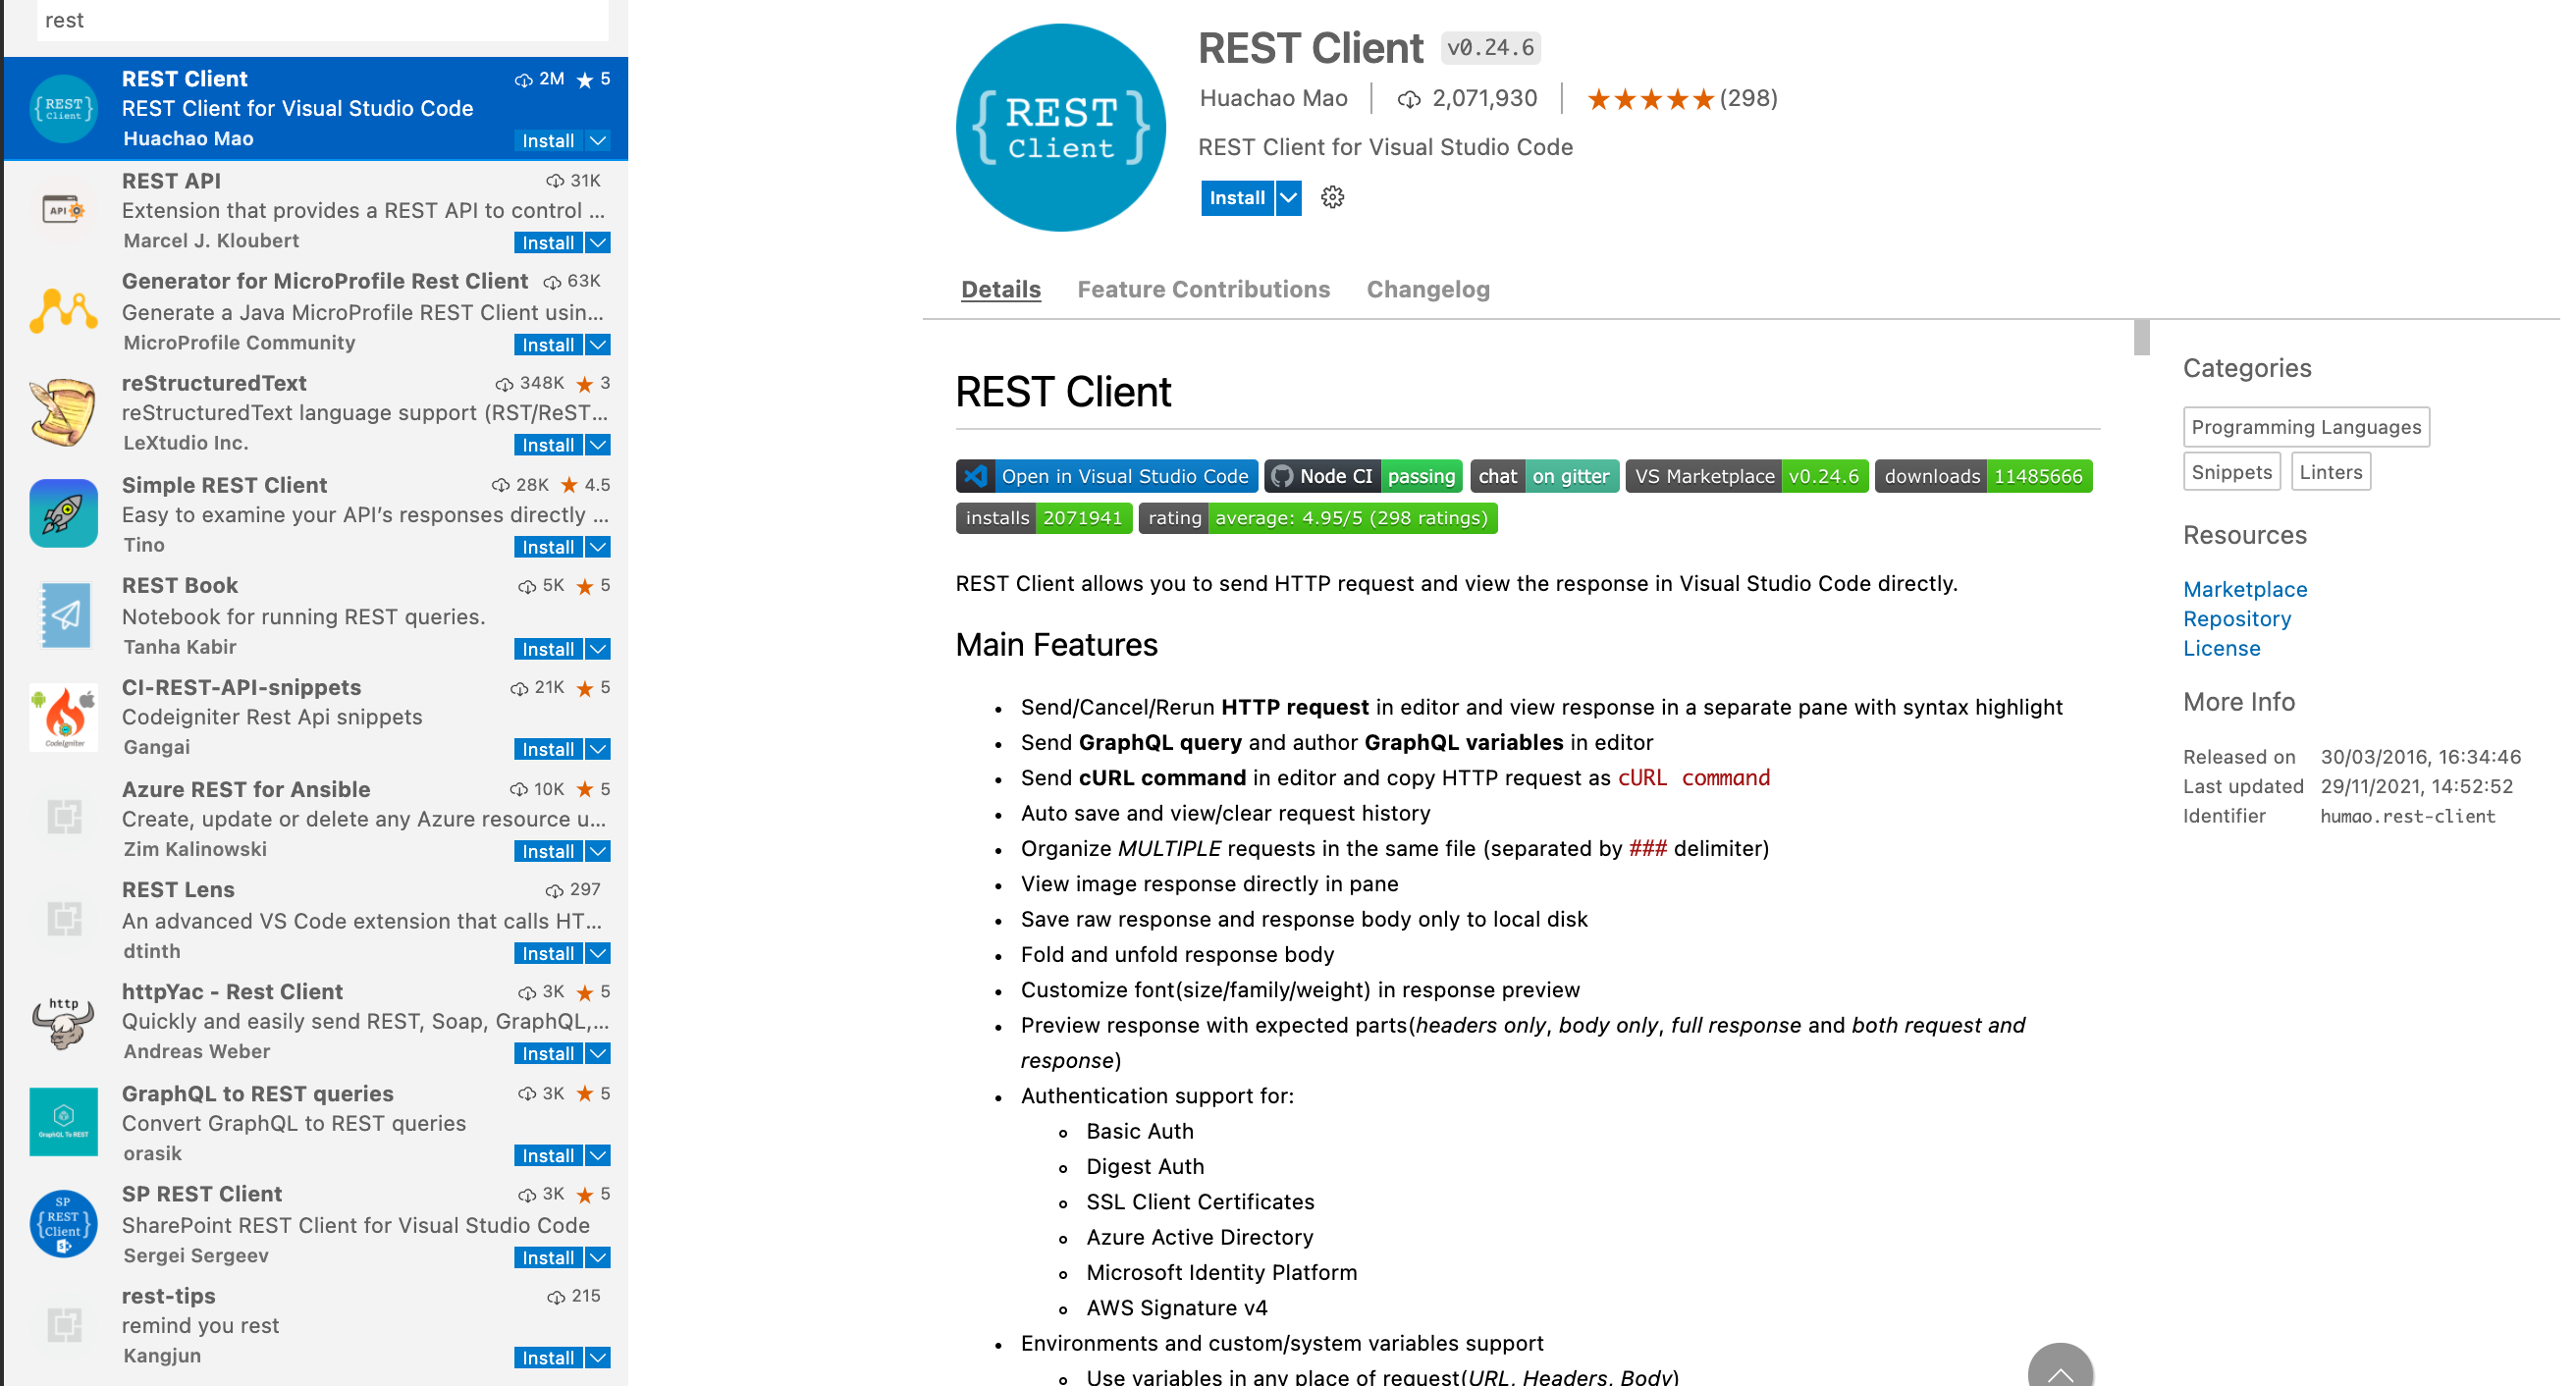 rest
REST Client 2M ★ 5
REST Client for Visual Studio Code
Huachao Mao Install
REST API 31K
Extension that provides a REST API to control ...
Marcel J. Kloubert Install
Generator for MicroProfile Rest Client 63K
Generate a Java MicroProfile REST Client usin...
MicroProfile Community Install
reStructuredText 348K ★ 3
reStructuredText language support (RST/ReST...
LeXtudio Inc. Install
Simple REST Client 28K ★ 4.5
Easy to examine your API's responses directly ...
Tino Install
REST Book 5K ★ 5
Notebook for running REST queries.
Tanha Kabir Install
CI-REST-API-snippets 21K ★ 5
Codeigniter Rest Api snippets
Gangai Install
Azure REST for Ansible 10K ★ 5
Create, update or delete any Azure resource u...
Zim Kalinowski Install
REST Lens 297
An advanced VS Code extension that calls HT...
dtinth Install
httpYac - Rest Client 3K ★ 5
Quickly and easily send REST, Soap, GraphQL,...
Andreas Weber Install
GraphQL to REST queries 3K ★ 5
Convert GraphQL to REST queries
orasik Install
SP REST Client 3K ★ 5
SharePoint REST Client for Visual Studio Code
Sergei Sergeev Install
rest-tips 215
remind you rest
Kangjun Install
{REST}
Client
API
CodeIgniter
http
GraphQL To REST
SP
{REST}
Client
{REST}
Client
REST Client v0.24.6
Huachao Mao | 2,071,930 | ★★★★★(298)
REST Client for Visual Studio Code
Install
Details Feature Contributions Changelog
REST Client
Open in Visual Studio Code Node CI passing chat on gitter VS Marketplace v0.24.6 downloads 11485666
installs 2071941 rating average: 4.95/5 (298 ratings)
REST Client allows you to send HTTP request and view the response in Visual Studio Code directly.
Main Features
• Send/Cancel/Rerun HTTP request in editor and view response in a separate pane with syntax highlight
• Send GraphQL query and author GraphQL variables in editor
• Send cURL command in editor and copy HTTP request as cURL command
• Auto save and view/clear request history
• Organize MULTIPLE requests in the same file (separated by ### delimiter)
• View image response directly in pane
• Save raw response and response body only to local disk
• Fold and unfold response body
• Customize font(size/family/weight) in response preview
• Preview response with expected parts(headers only, body only, full response and both request and
response)
• Authentication support for:
Basic Auth
Digest Auth
SSL Client Certificates
Azure Active Directory
Microsoft Identity Platform
AWS Signature v4
• Environments and custom/system variables support
Use variables in any place of request(URL, Headers, Body)
Categories
Programming Languages
Snippets Linters
Resources
Marketplace
Repository
License
More Info
Released on 30/03/2016, 16:34:46
Last updated 29/11/2021, 14:52:52
Identifier humao.rest-client